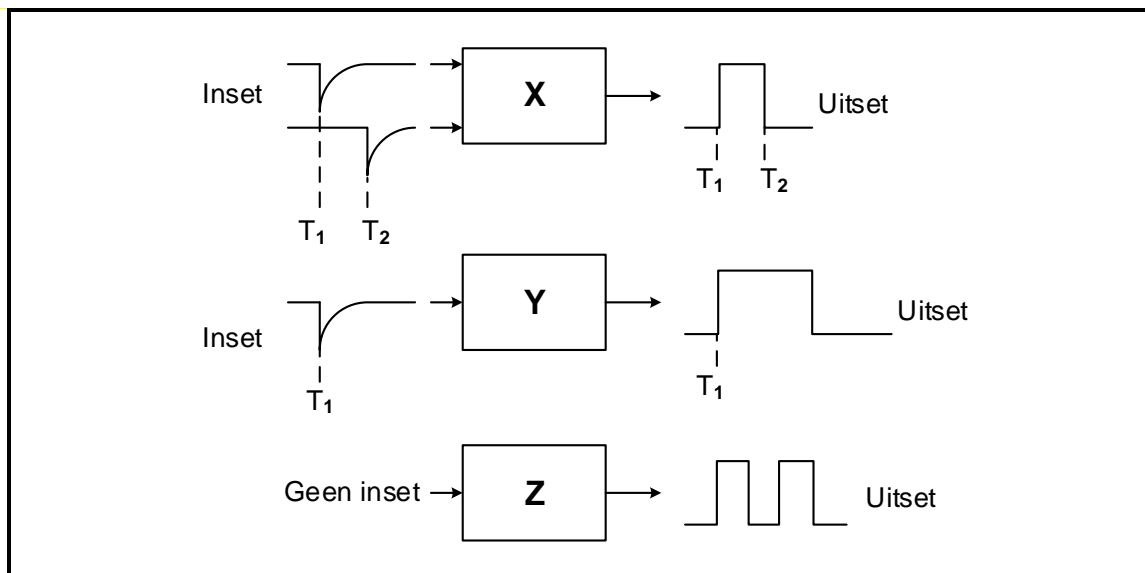 Inset
X
Uitset
T₁ T₂
T₁ T₂
Inset
Y
Uitset
T₁
T₁
Geen inset
Z
Uitset